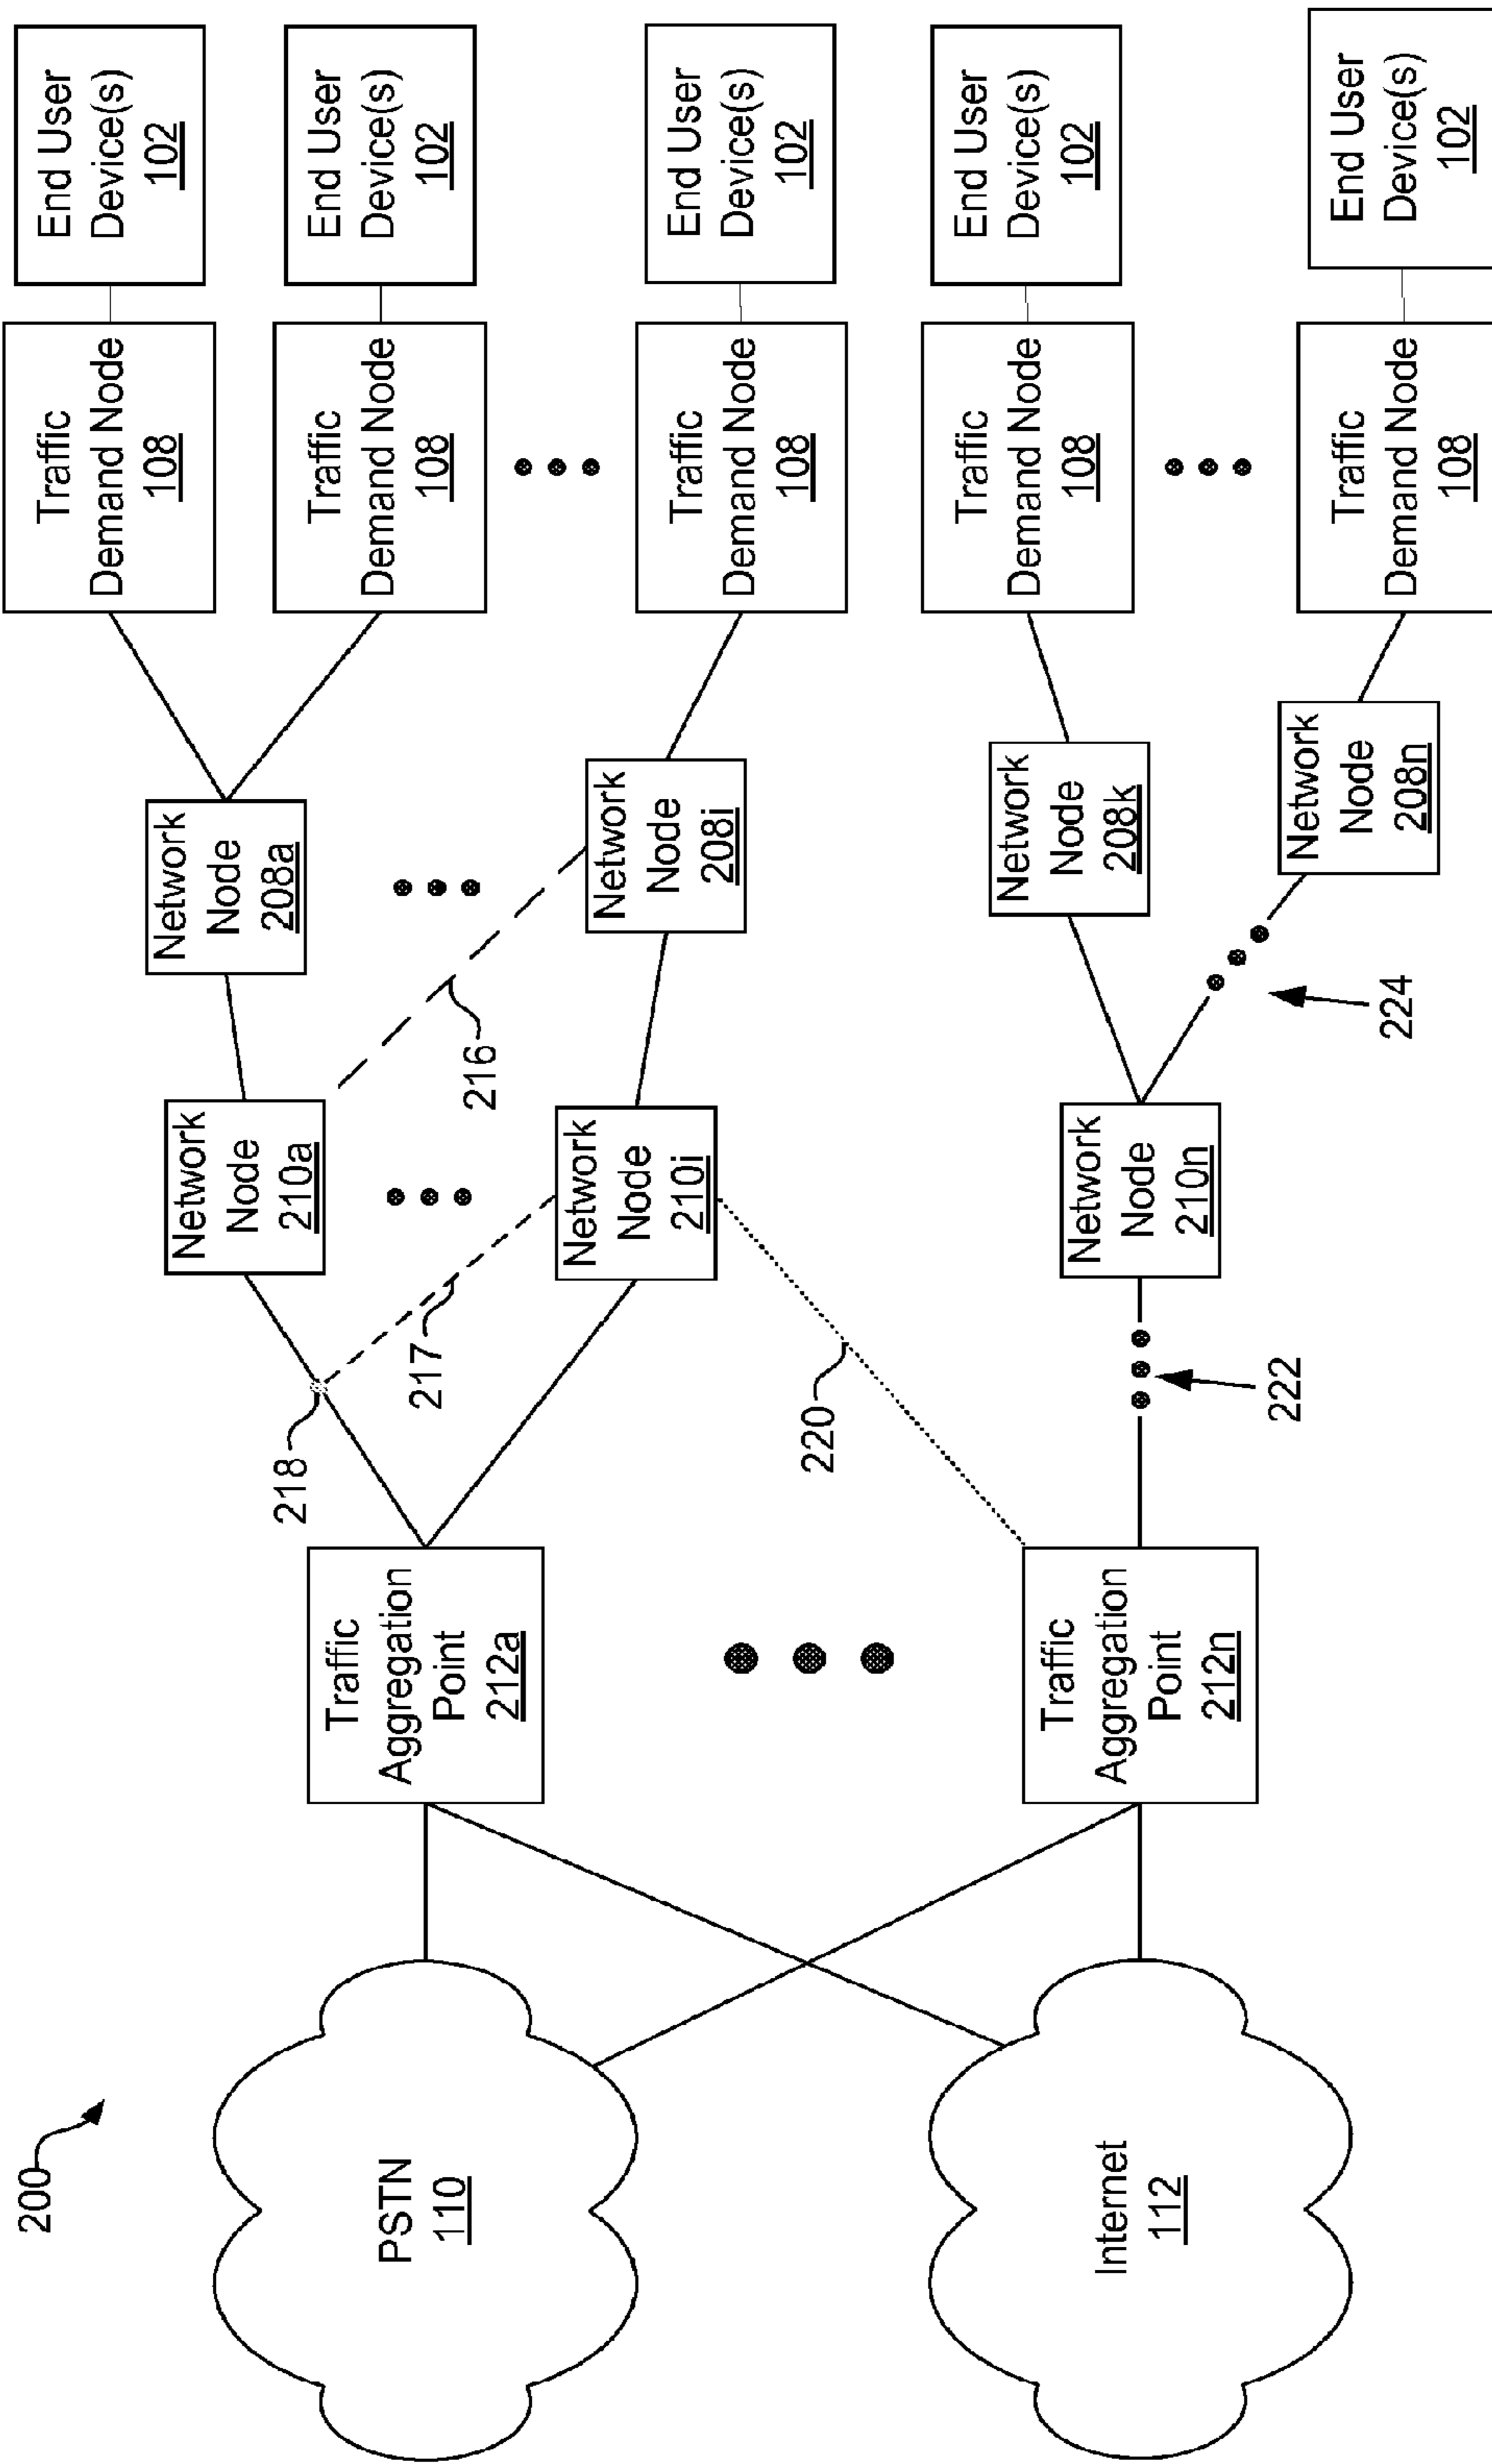 200
PSTN
110
Internet
112
Traffic
Aggregation
Point
212a
Traffic
Aggregation
Point
212n
218
217
220
222
Network
Node
210a
Network
Node
210i
Network
Node
210n
216
224
Network
Node
208a
Network
Node
208i
Network
Node
208k
Network
Node
208n
Traffic
Demand Node
108
Traffic
Demand Node
108
Traffic
Demand Node
108
Traffic
Demand Node
108
Traffic
Demand Node
108
End User
Device(s)
102
End User
Device(s)
102
End User
Device(s)
102
End User
Device(s)
102
End User
Device(s)
102